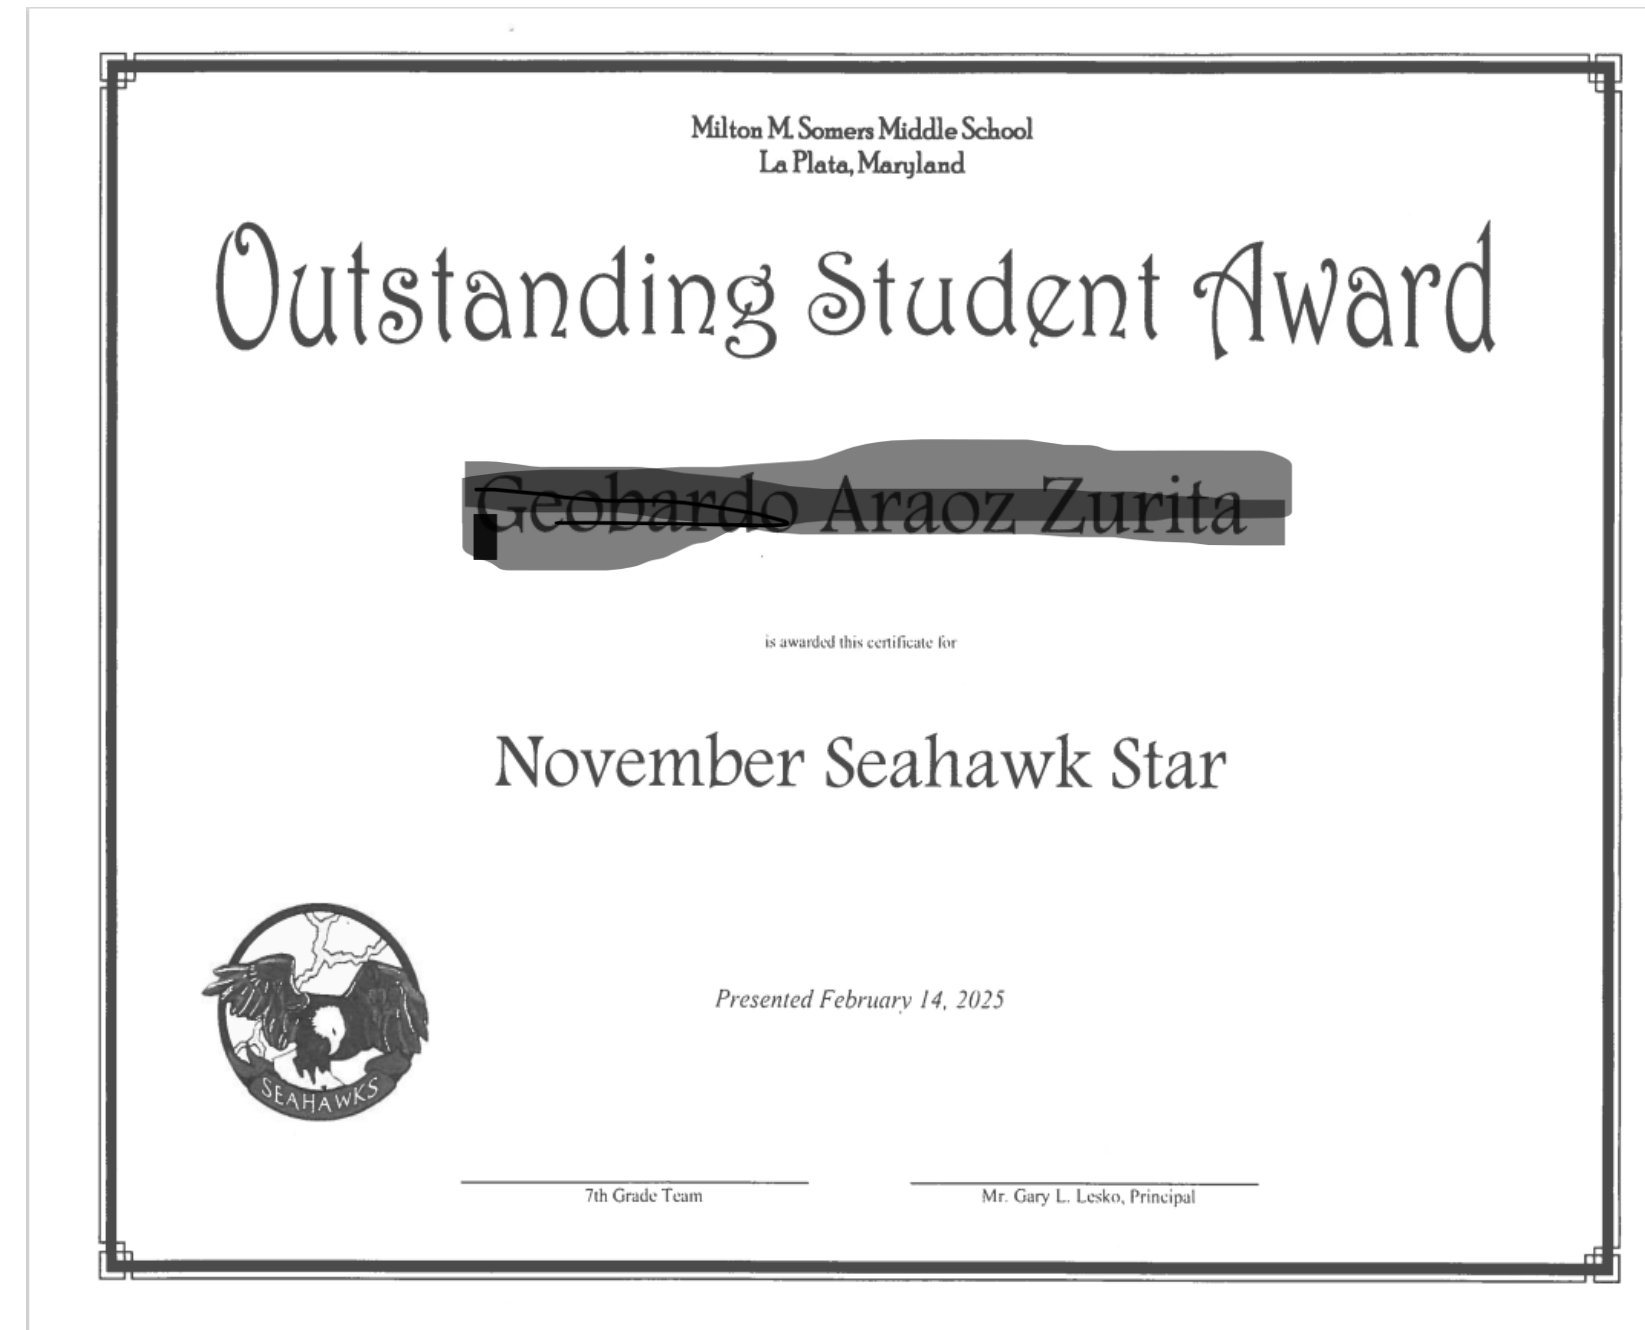 Milton M. Somers Middle School
La Plata, Maryland
Outstanding Student Award
is awarded this certificate for
November Seahawk Star
Presented February 14, 2025
SEAHAWKS
7th Grade Team
Mr. Gary L. Lesko, Principal